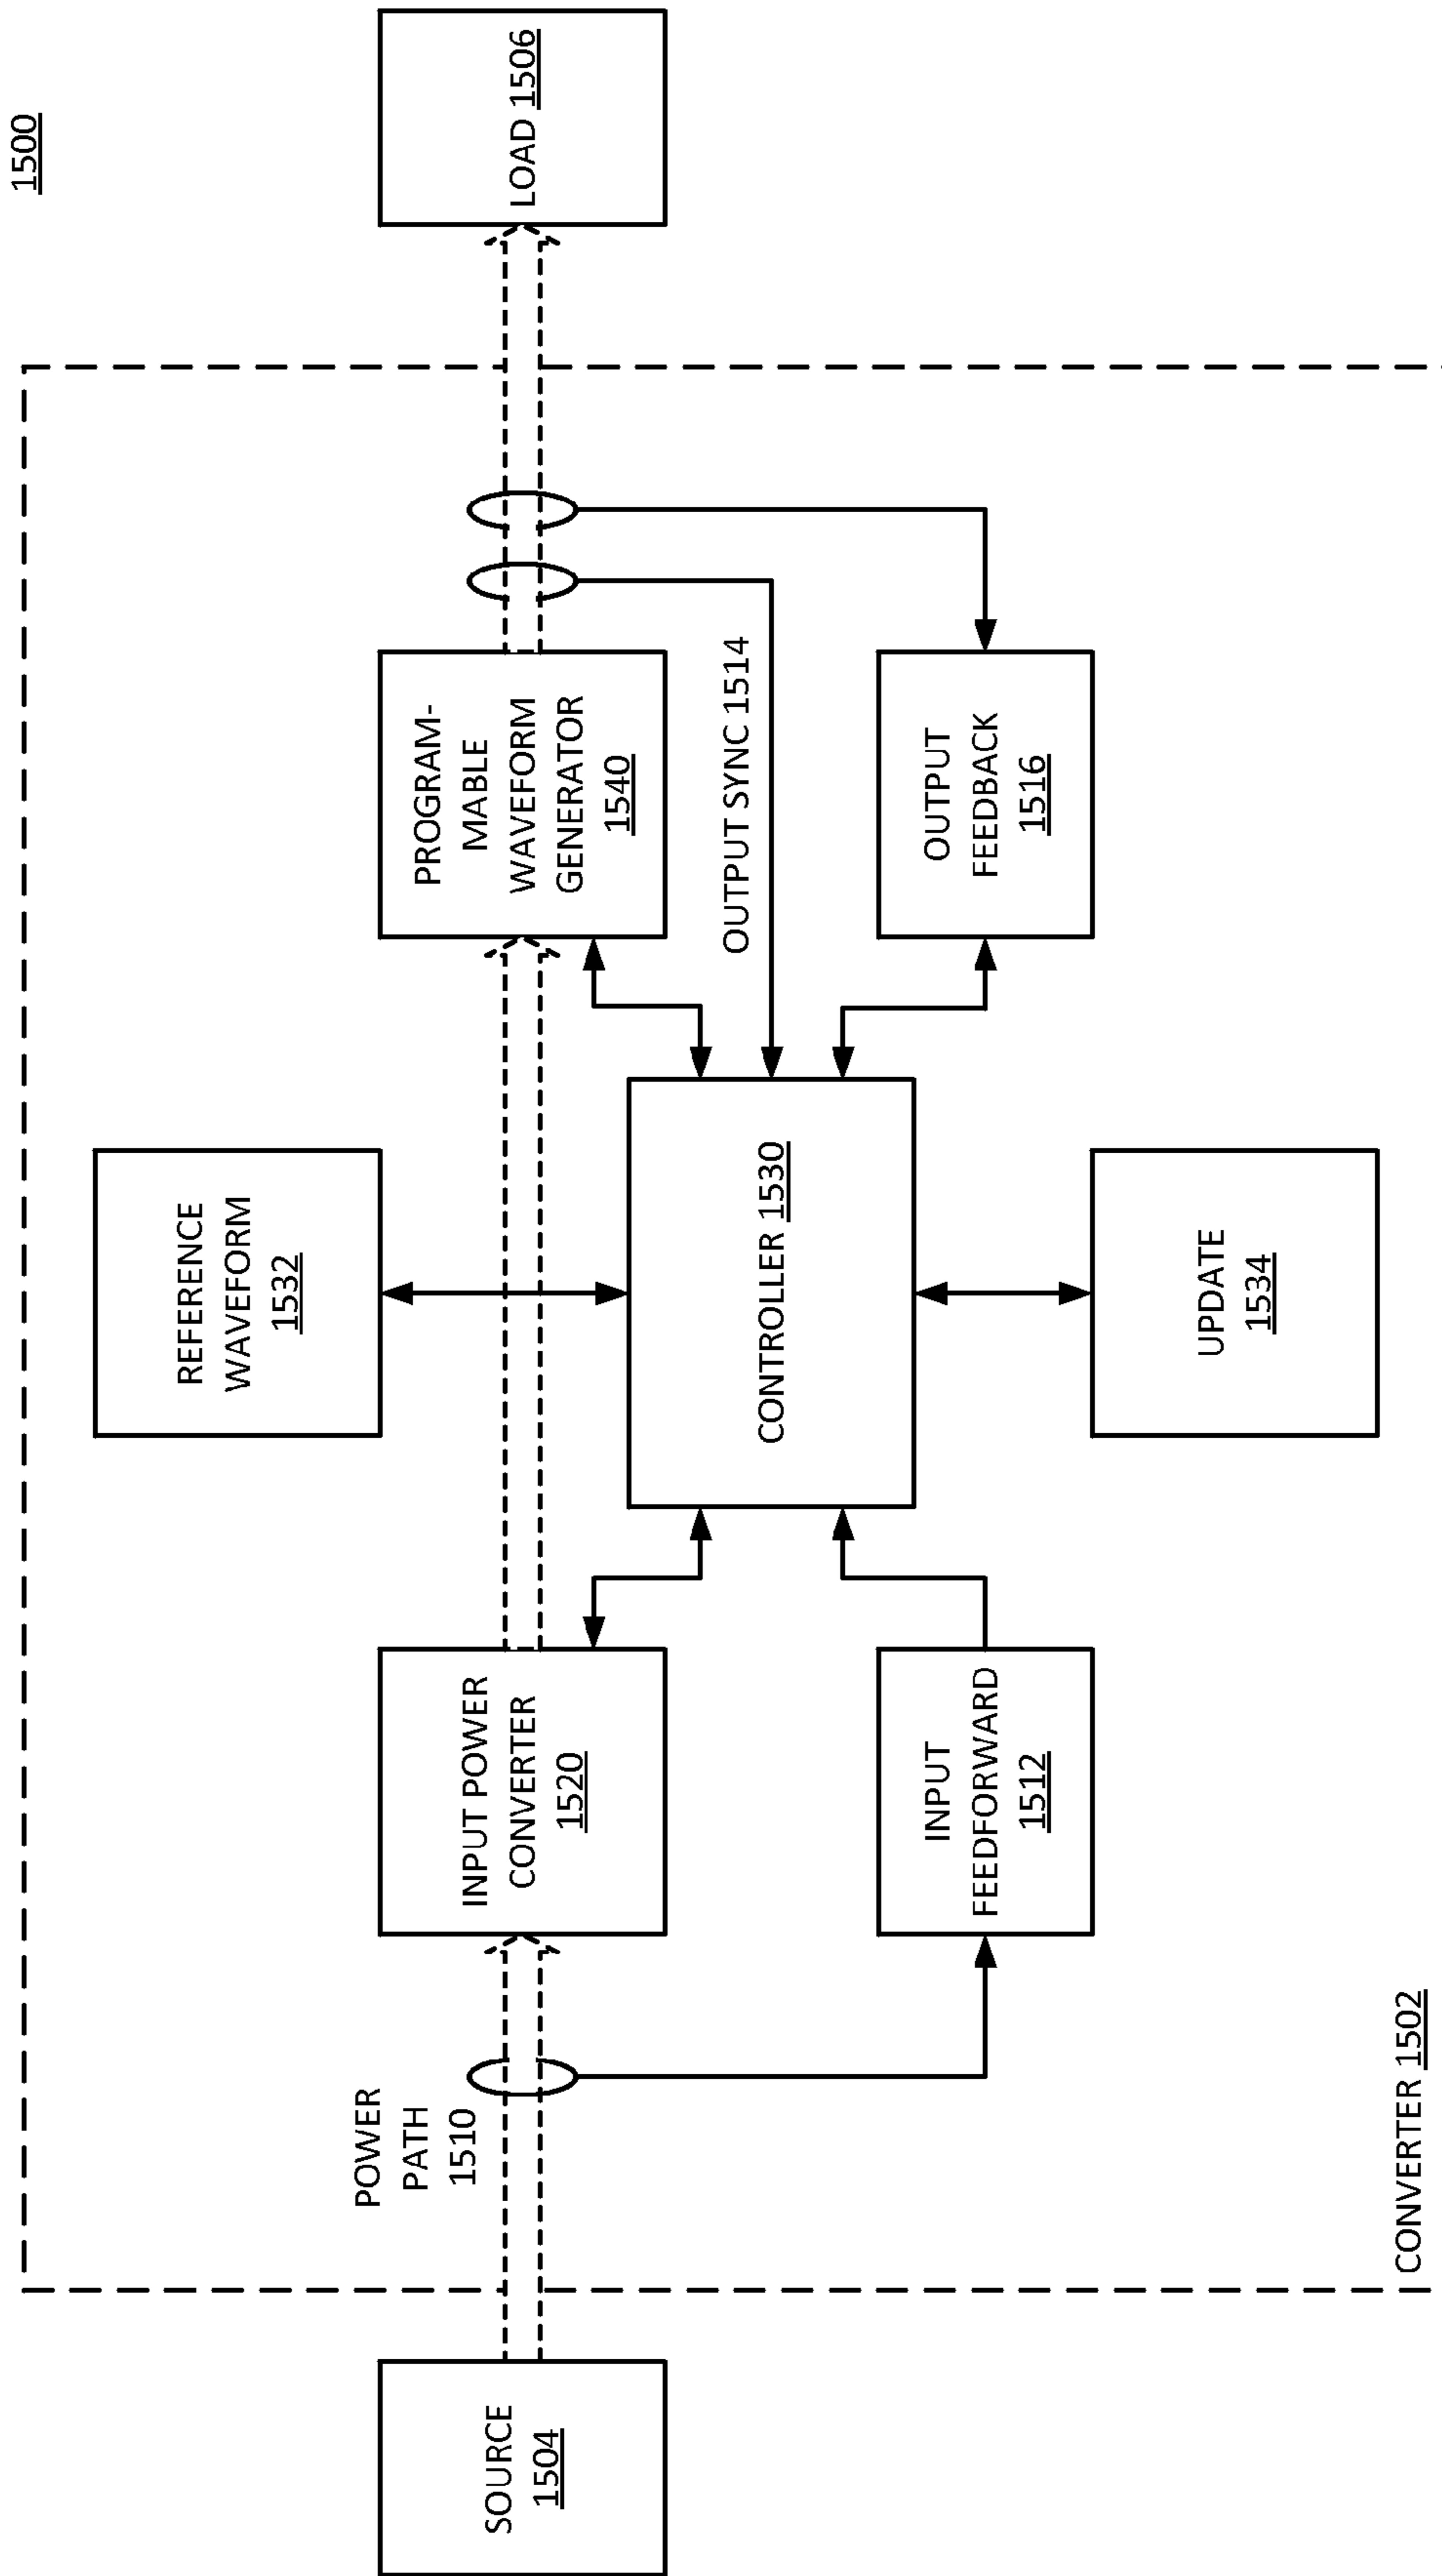 1500
REFERENCE
WAVEFORM
1532
POWER
PATH
1510
SOURCE
1504
INPUT POWER
CONVERTER
1520
PROGRAM-
MABLE
WAVEFORM
GENERATOR
1540
LOAD 1506
CONTROLLER 1530
OUTPUT SYNC 1514
INPUT
FEEDFORWARD
1512
OUTPUT
FEEDBACK
1516
UPDATE
1534
CONVERTER 1502